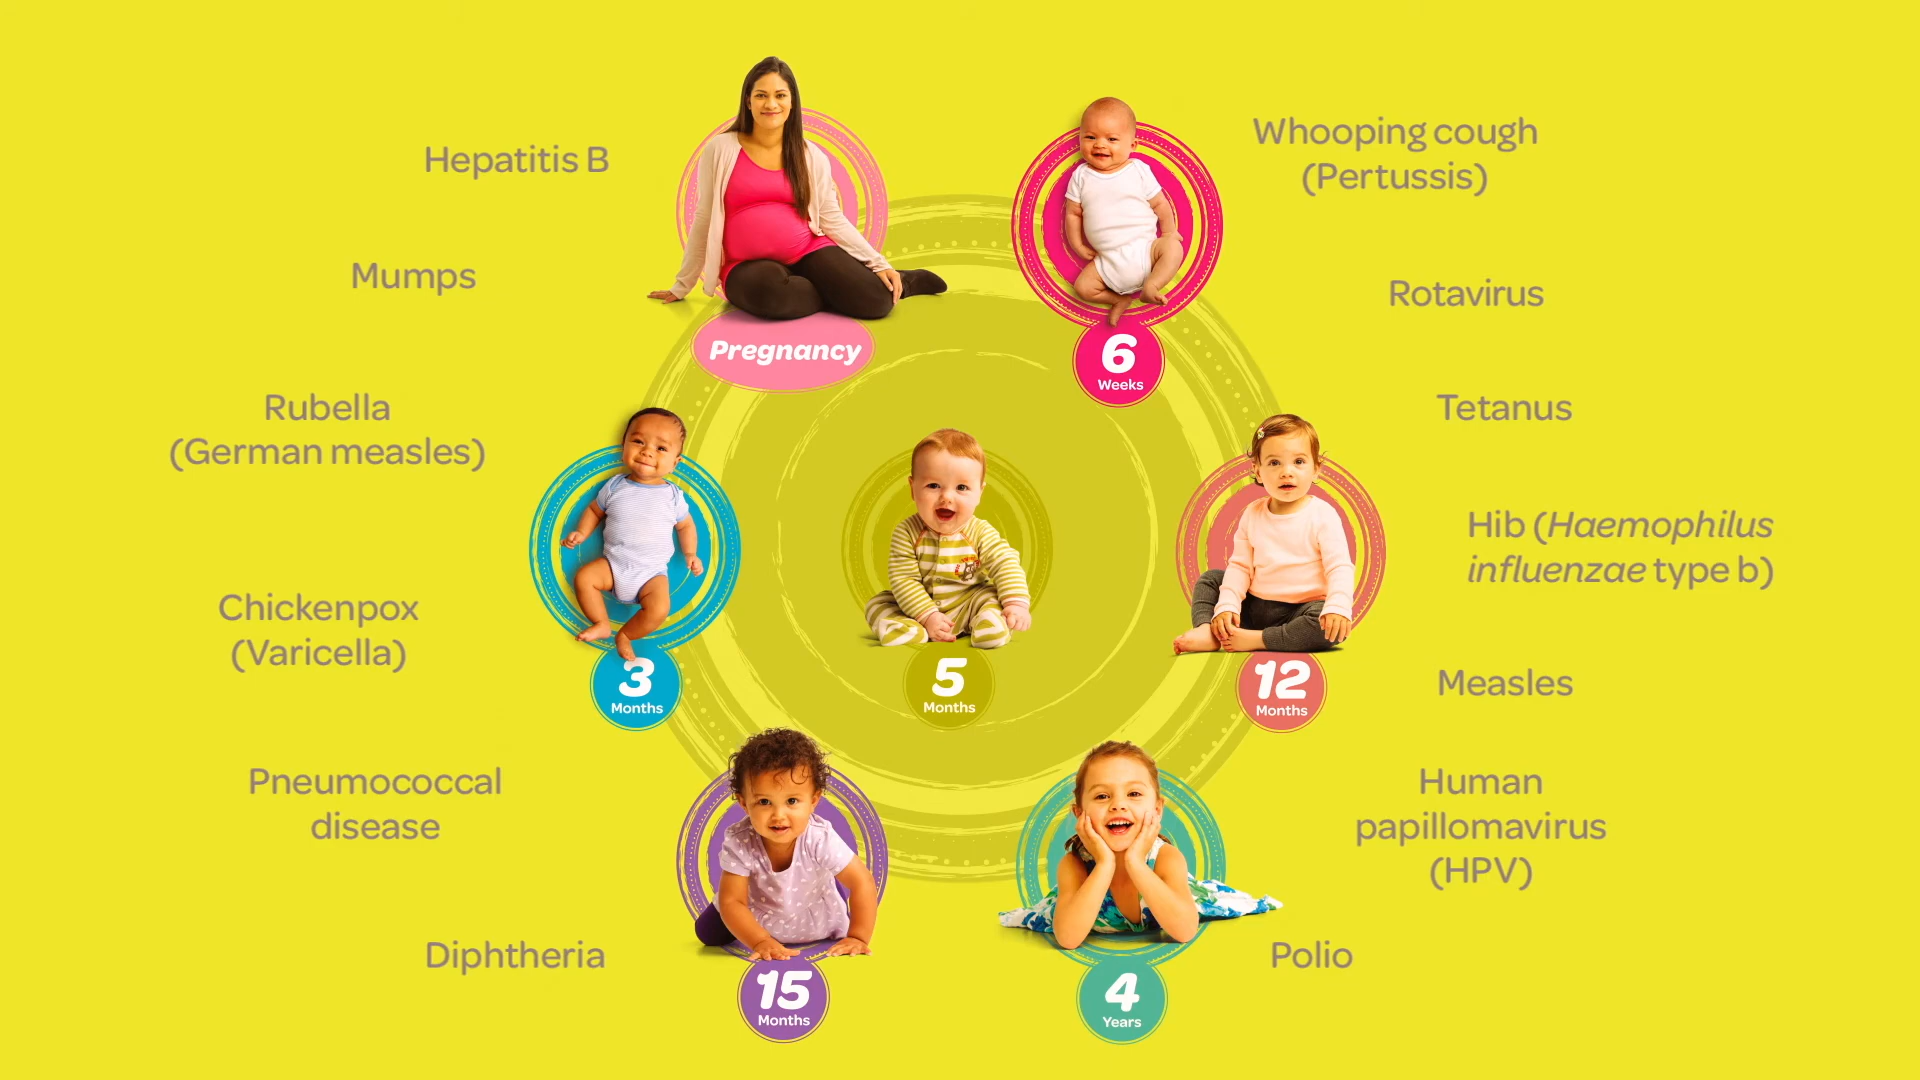 Hepatitis B
Mumps
Rubella
(German measles)
Chickenpox
(Varicella)
Pneumococcal
disease
Diphtheria
Pregnancy
6
Weeks
3
Months
5
Months
12
Months
15
Months
4
Years
Whooping cough
(Pertussis)
Rotavirus
Tetanus
Hib (Haemophilus
influenzae type b)
Measles
Human
papillomavirus
(HPV)
Polio